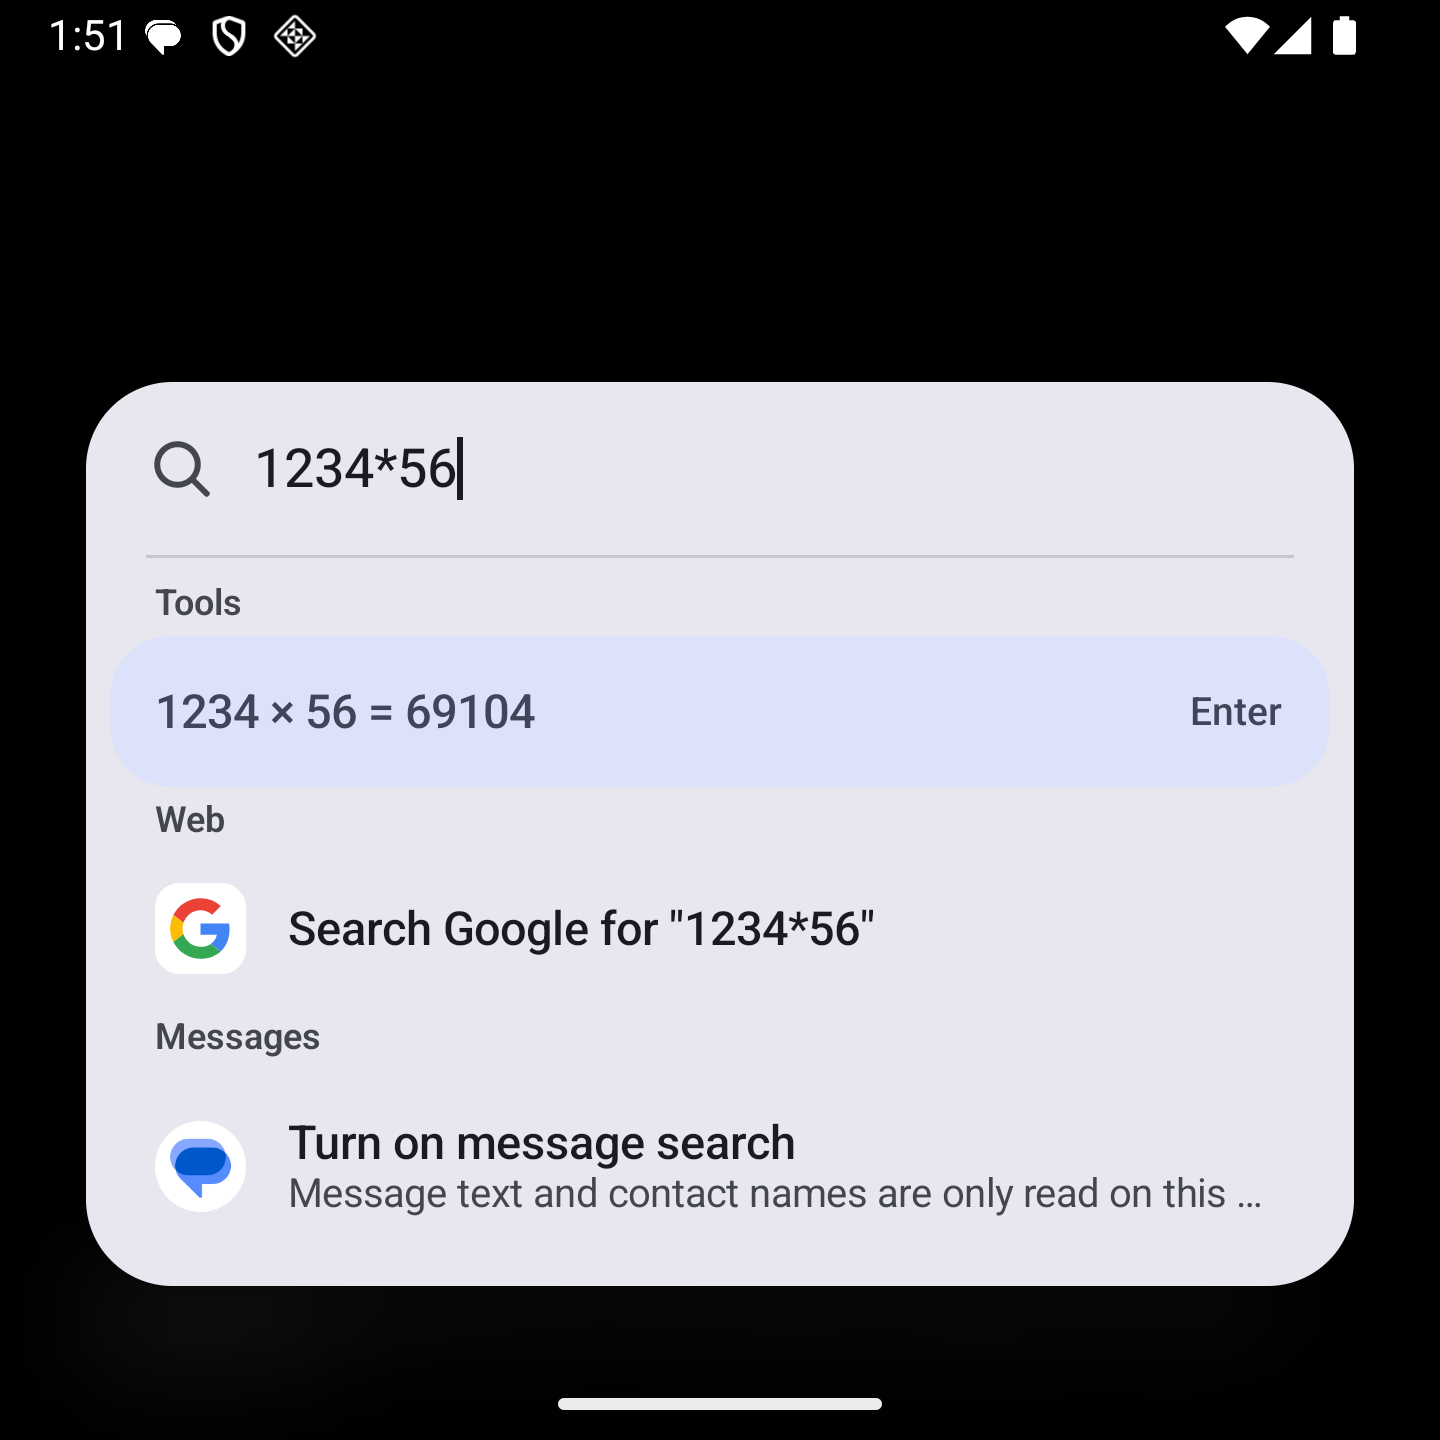 1:51
1234*56
Tools
1234 × 56 = 69104
Enter
Web
Search Google for "1234*56"
Messages
Turn on message search
Message text and contact names are only read on this ...